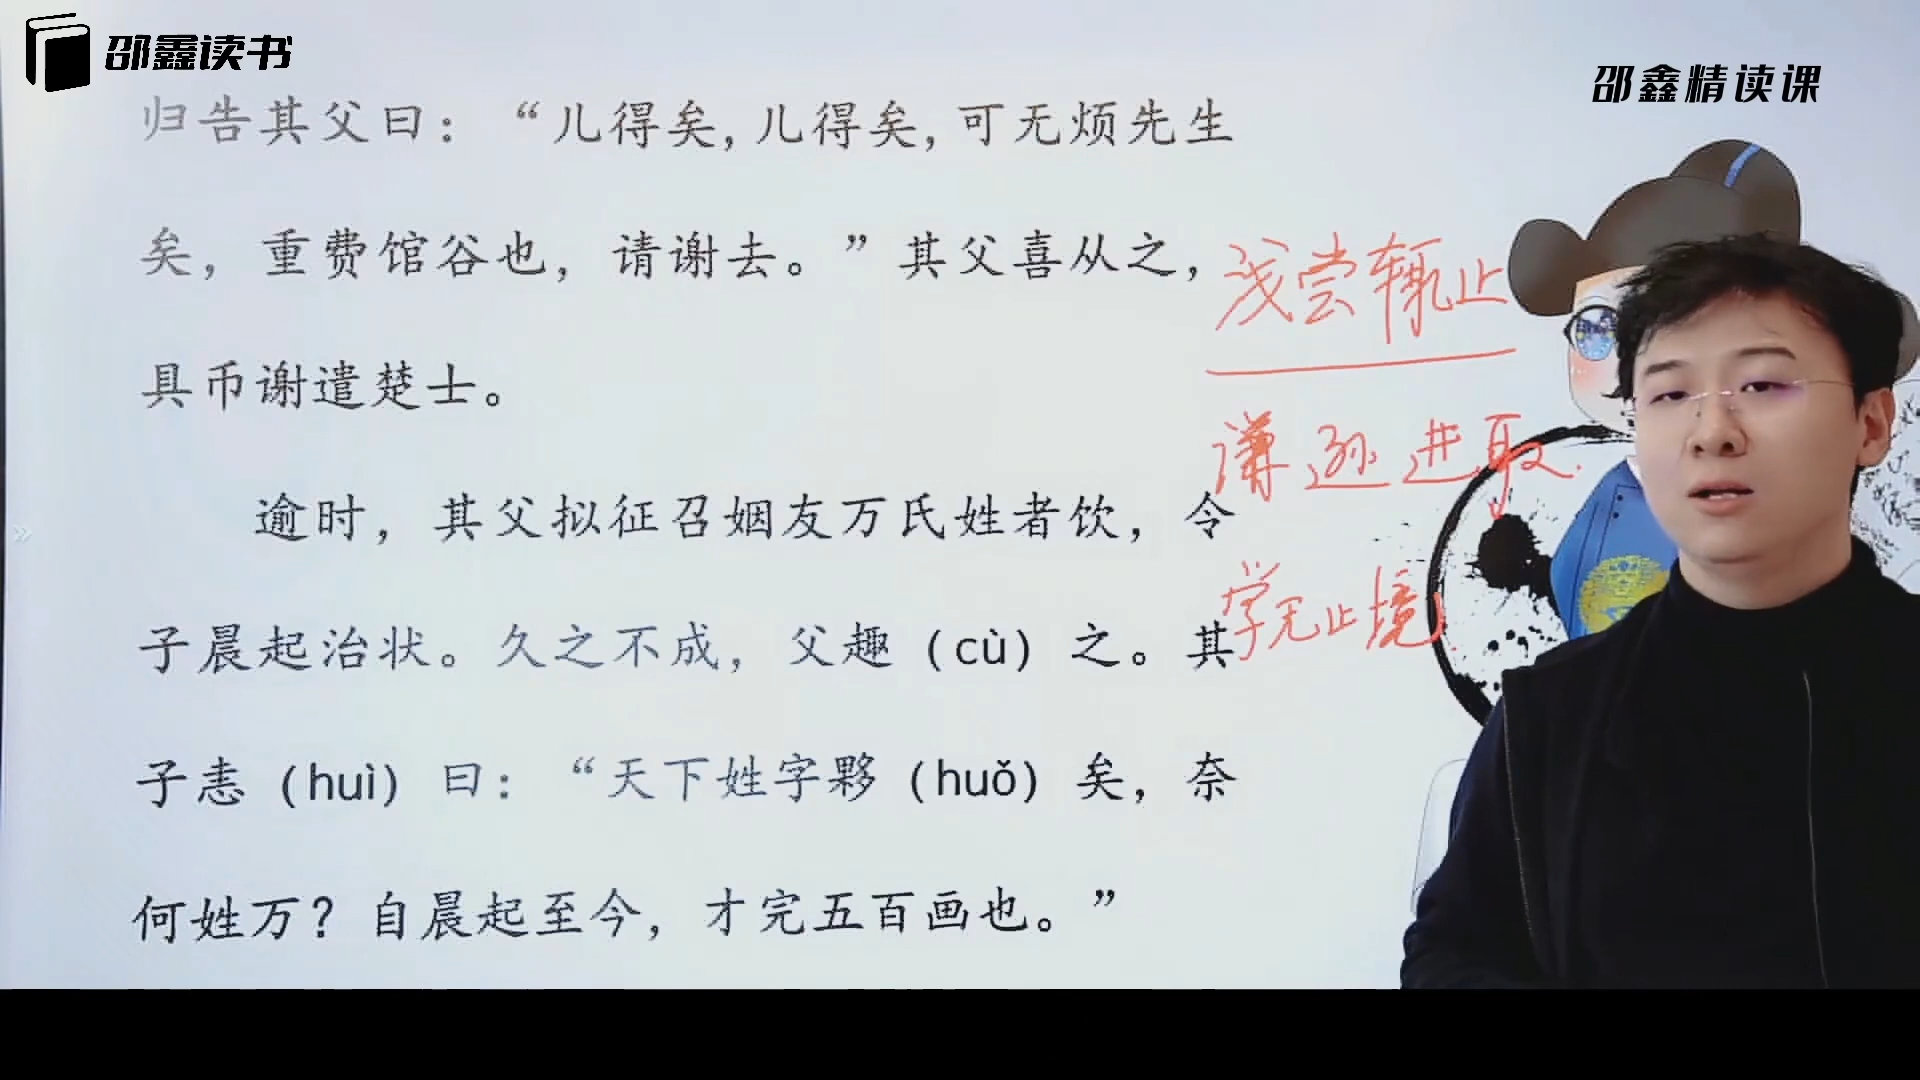 邵鑫读书
邵鑫精读课
归告其父曰：“儿得矣,儿得矣,可无烦先生
矣，重费馆谷也，请谢去。”其父喜从之，
具币谢遣楚士。
逾时，其父拟征召姻友万氏姓者饮，令
子晨起治状。久之不成，父趣（cù）之。其
子恚（huì）曰：“天下姓字夥（huǒ）矣，奈
何姓万？自晨起至今，才完五百画也。”
浅尝辄止
谦逊进取.
学无止境.